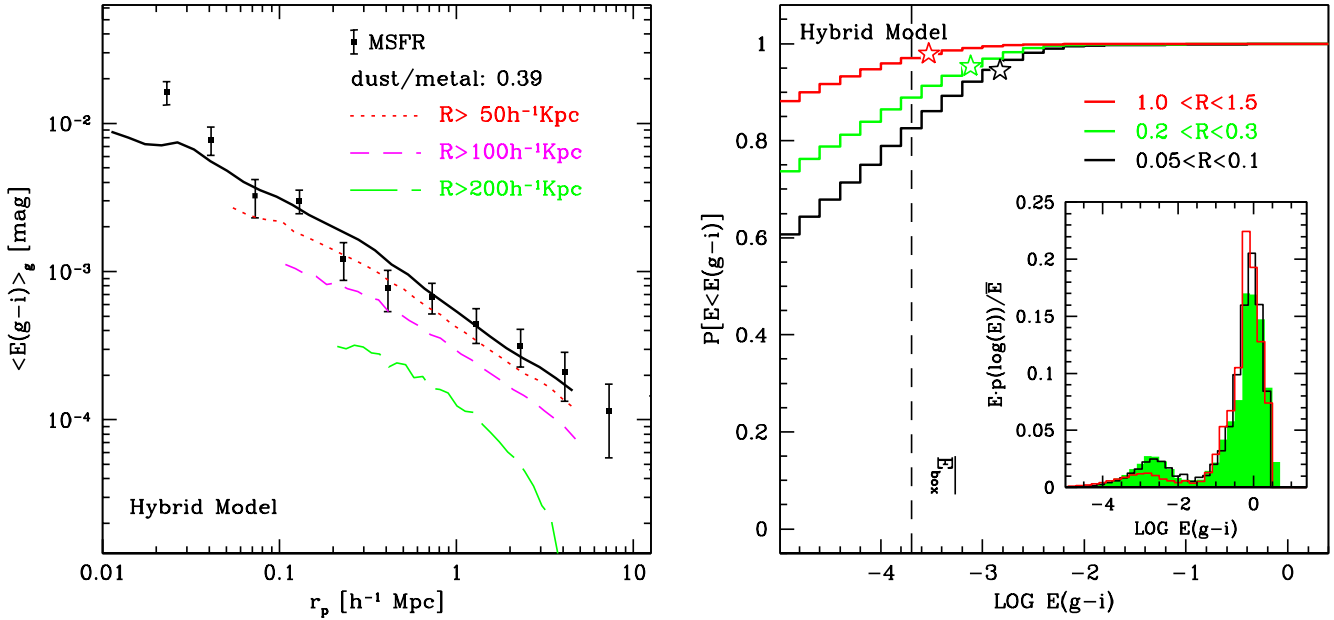 MSFR
dust/metal: 0.39
R> 50h⁻¹Kpc
R>100h⁻¹Kpc
R>200h⁻¹Kpc
Hybrid Model
<E(g-i)>g [mag]
10⁻²
10⁻³
10⁻⁴
0.01
0.1
1
10
rp [h⁻¹ Mpc]
Hybrid Model
1.0 <R<1.5
0.2 <R<0.3
0.05<R<0.1
P[E<E(g-i)]
1
0.8
0.6
0.4
0.2
0
E̅box
-4
-3
-2
-1
0
LOG E(g-i)
E·p(log(E))/E̅
0.25
0.2
0.15
0.1
0.05
0
-4
-2
0
LOG E(g-i)